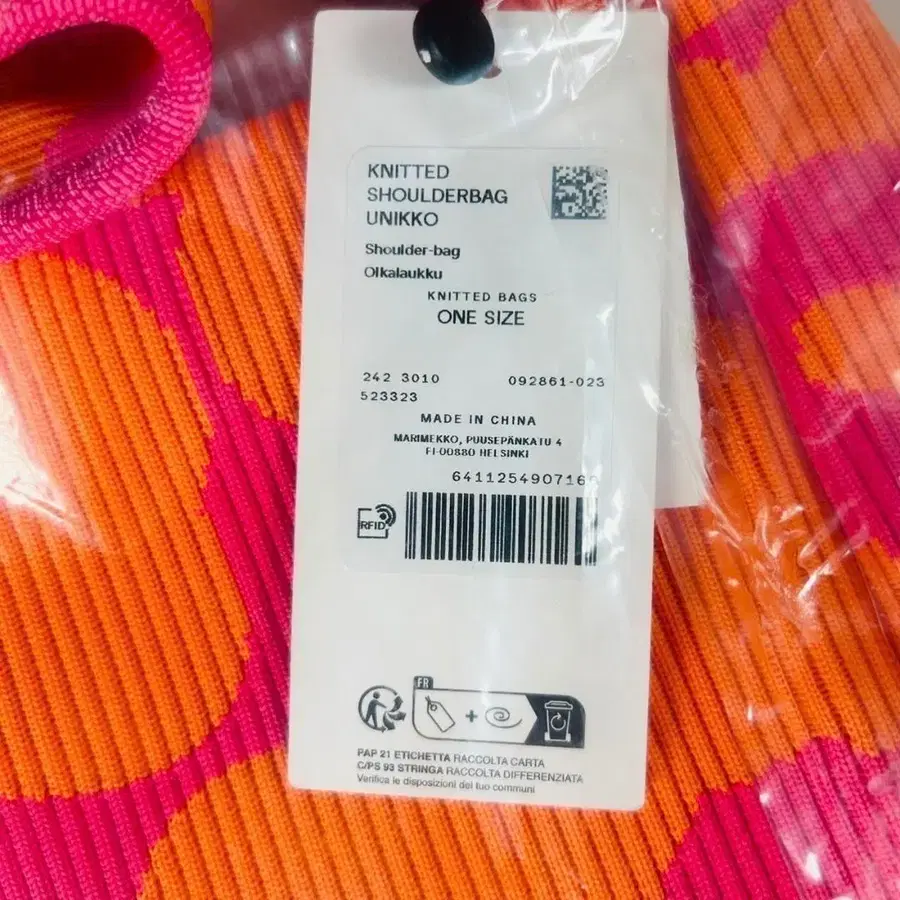 KNITTED
SHOULDERBAG
UNIKKO
Shoulder-bag
Olkalaukku
KNITTED BAGS
ONE SIZE
242 3010 092861-023
523323
MADE IN CHINA
MARIMEKKO, PUUSEPÄNKATU 4
FI-00880 HELSINKI
641125490716
RFID
FR
PAP 21 ETICHETTA RACCOLTA CARTA
C/PS 93 STRINGA RACCOLTA DIFFERENZIATA
Verifica le disposizioni del tuo communi